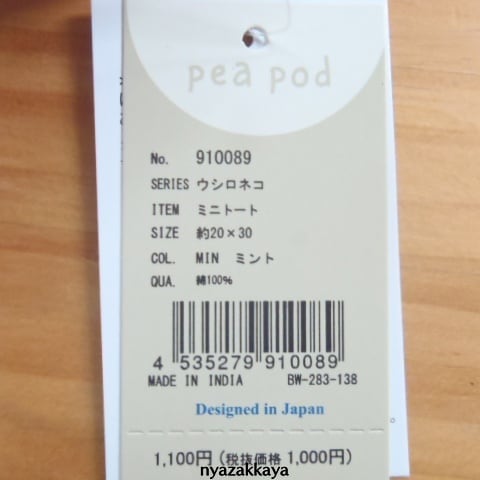 pea pod
No. 910089
SERIES ウシロネコ
ITEM ミニトート
SIZE 約20×30
COL. MIN ミント
QUA. 綿100%
4 535279 910089
MADE IN INDIA BW-283-138
Designed in Japan
1,100円 (税抜価格 1,000円)
nyazakkaya